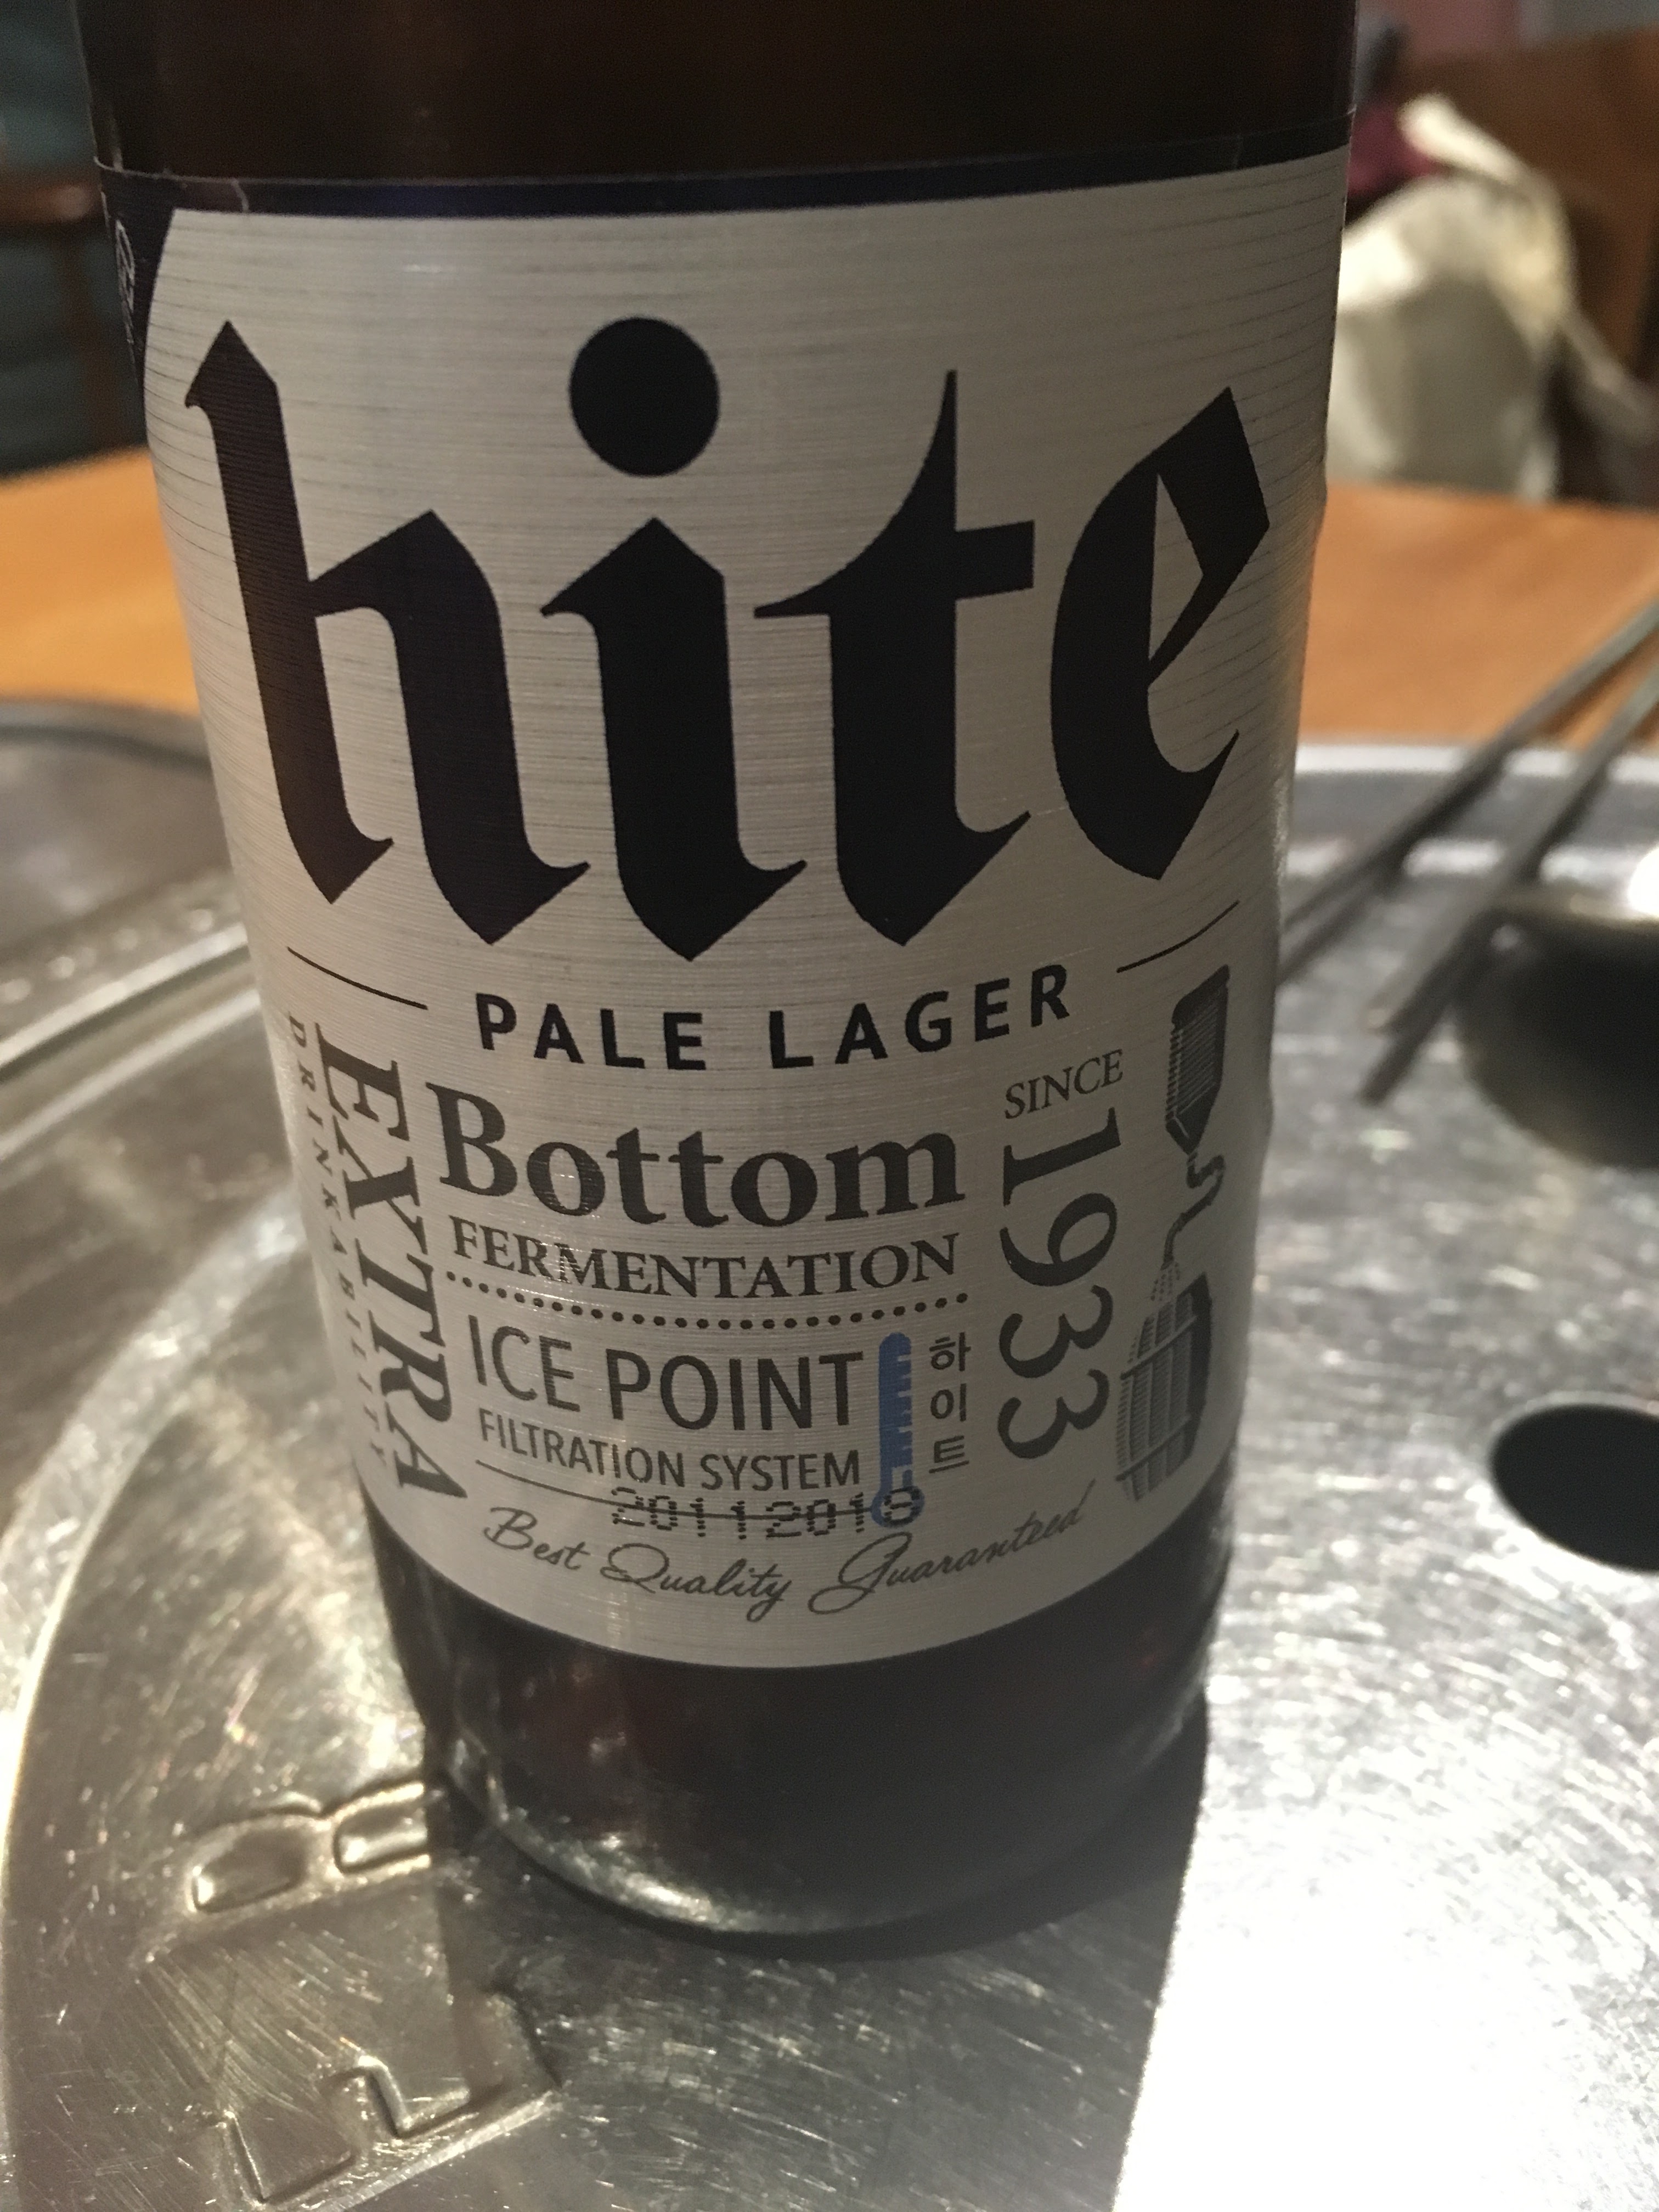 hite
PALE LAGER
EXTRA
DRINKABILITY
Bottom
FERMENTATION
ICE POINT
FILTRATION SYSTEM
하이트
SINCE
1933
20112018
Best Quality Guaranteed